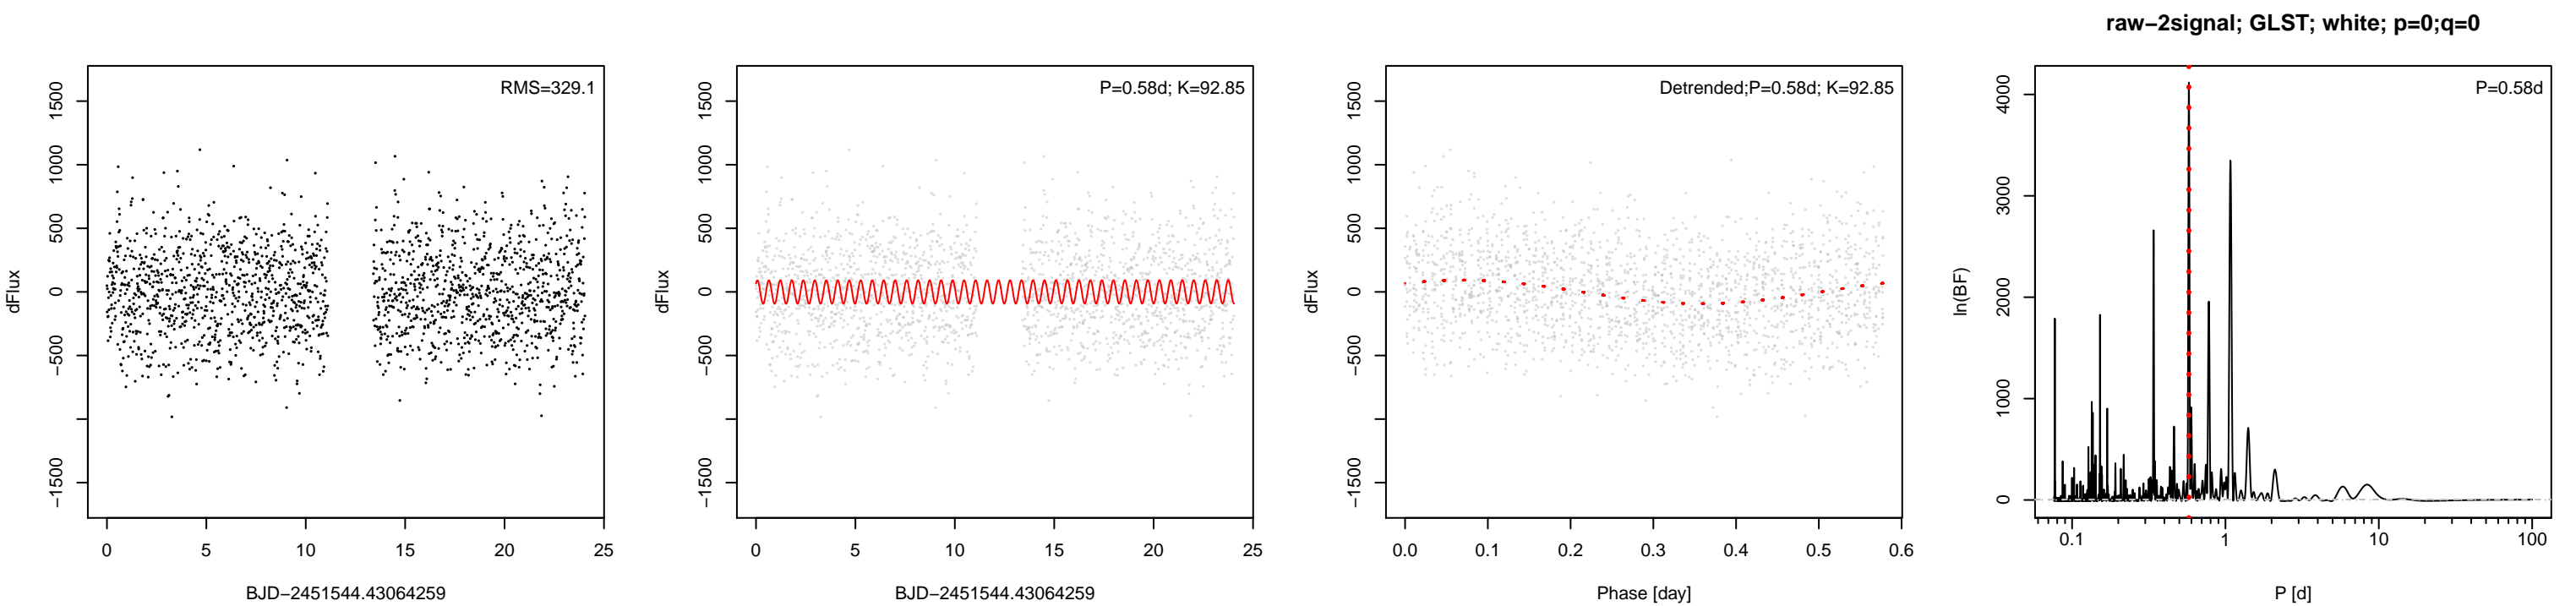 raw−2signal; GLST; white; p=0;q=0
RMS=329.1
dFlux
1500
1000
500
0
−500
−1500
0 5 10 15 20 25
BJD−2451544.43064259
P=0.58d; K=92.85
dFlux
1500
1000
500
0
−500
−1500
0 5 10 15 20 25
BJD−2451544.43064259
Detrended;P=0.58d; K=92.85
dFlux
1500
1000
500
0
−500
−1500
0.0 0.1 0.2 0.3 0.4 0.5 0.6
Phase [day]
P=0.58d
ln(BF)
4000
3000
2000
1000
0
0.1 1 10 100
P [d]